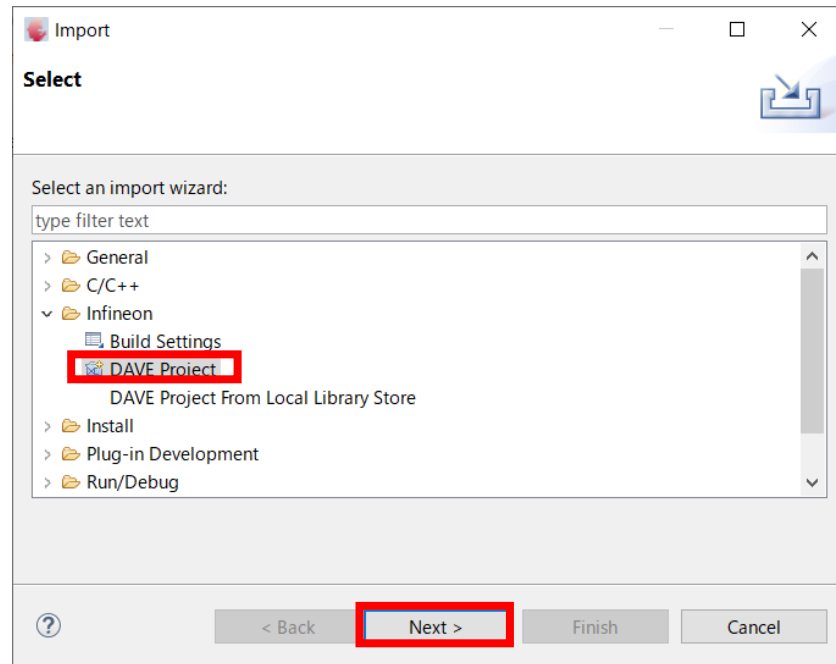 Import
Select
Select an import wizard:
type filter text
General
C/C++
Infineon
Build Settings
DAVE Project
DAVE Project From Local Library Store
Install
Plug-in Development
Run/Debug
?
< Back
Next >
Finish
Cancel